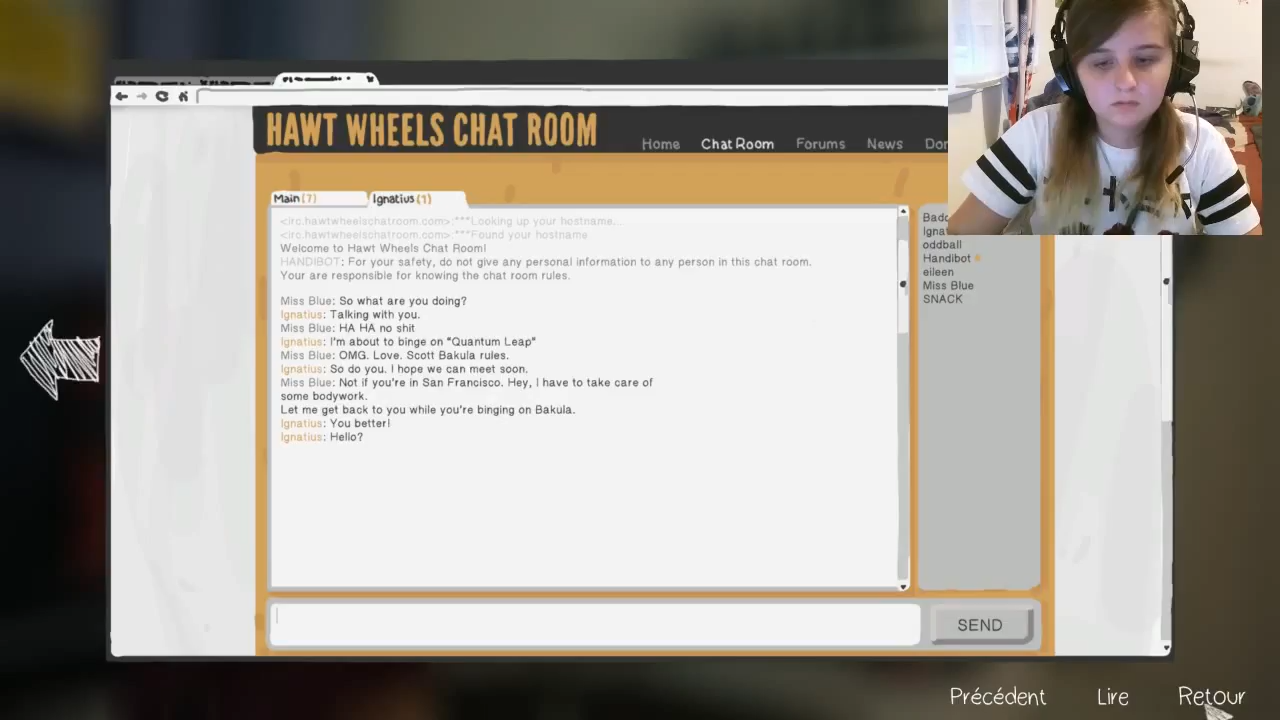 HAWT WHEELS CHAT ROOM
Home Chat Room Forums News
Main (7) Ignatius (1)
<irc.hawtwheelschatroom.com>:***Looking up your hostname...
<irc.hawtwheelschatroom.com>:***Found your hostname
Welcome to Hawt Wheels Chat Room!
HANDIBOT: For your safety, do not give any personal information to any person in this chat room.
Your are responsible for knowing the chat room rules.
Miss Blue: So what are you doing?
Ignatius: Talking with you.
Miss Blue: HA HA no shit
Ignatius: I'm about to binge on "Quantum Leap"
Miss Blue: OMG. Love. Scott Bakula rules.
Ignatius: So do you. I hope we can meet soon.
Miss Blue: Not if you're in San Francisco. Hey, I have to take care of
some bodywork.
Let me get back to you while you're binging on Bakula.
Ignatius: You better!
Ignatius: Hello?
oddball
Handibot
eileen
Miss Blue
SNACK
SEND
Précédent Lire Retour